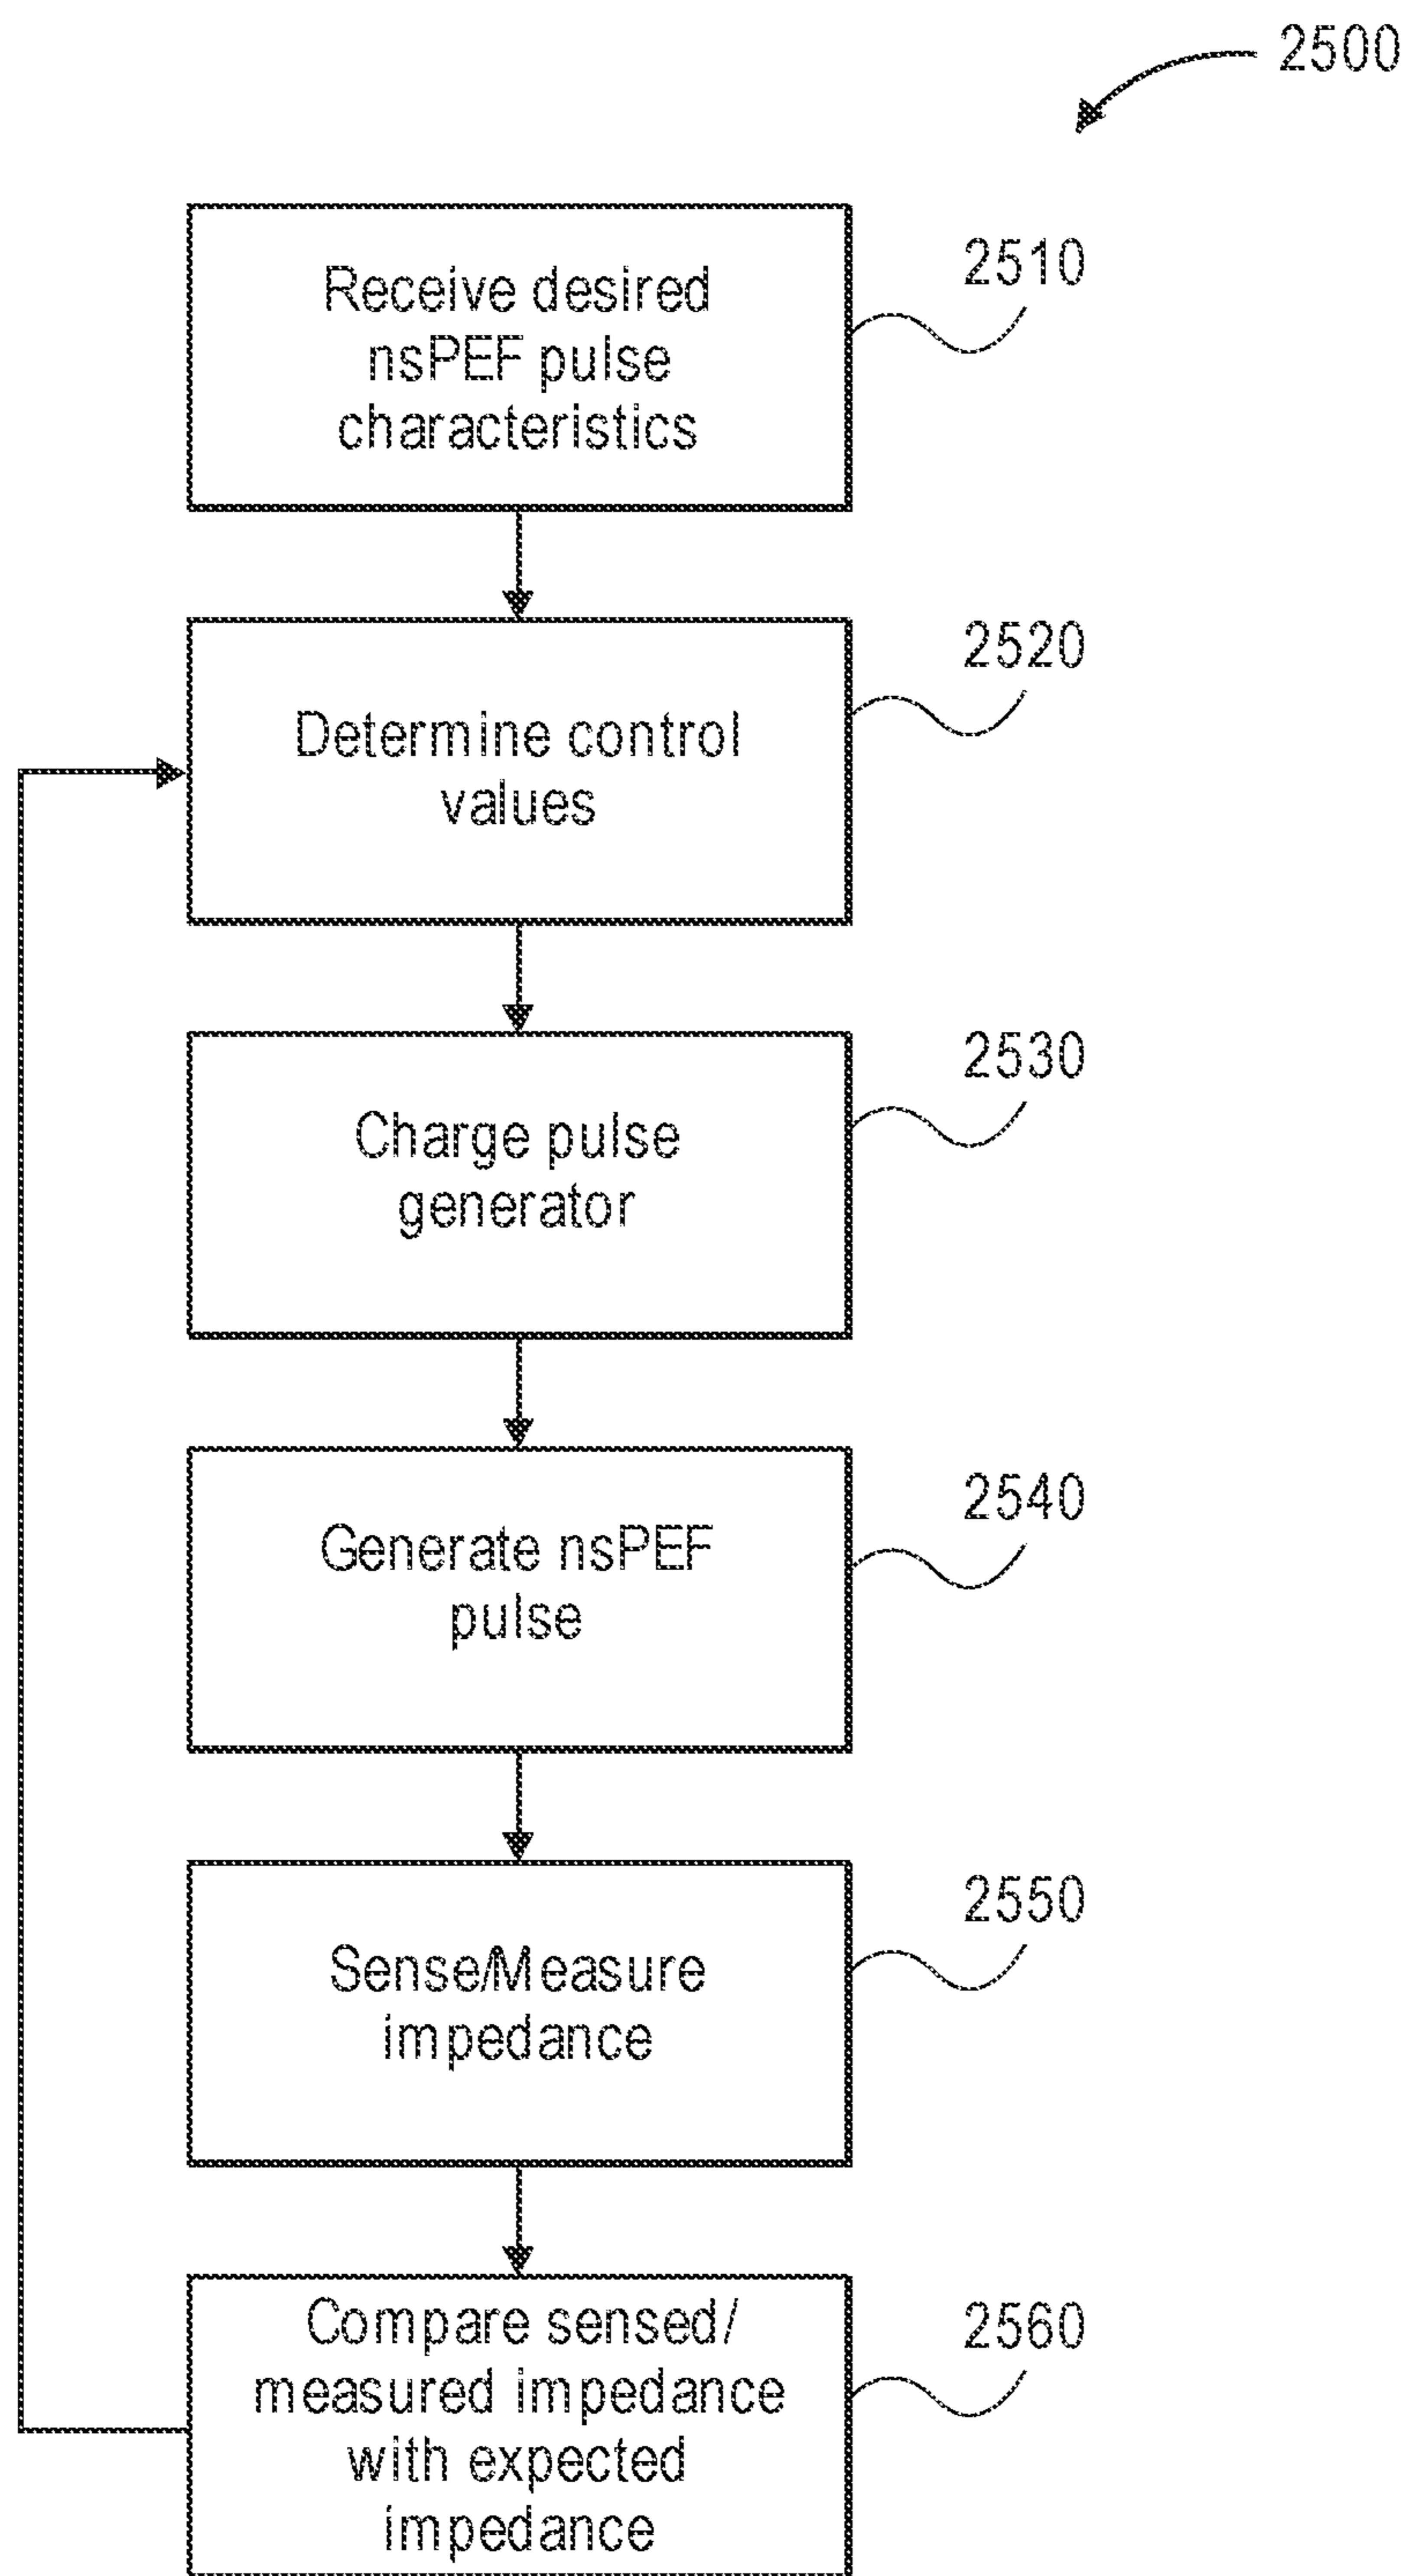 2500
Receive desired
nsPEF pulse
characteristics
2510
Determine control
values
2520
Charge pulse
generator
2530
Generate nsPEF
pulse
2540
Sense/Measure
impedance
2550
Compare sensed/
measured impedance
with expected
impedance
2560